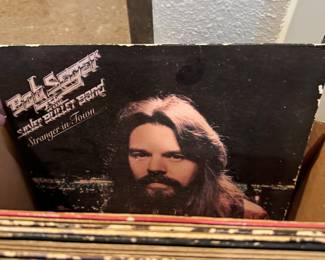 Bob Seger
& the
Silver Bullet Band
Stranger in Town